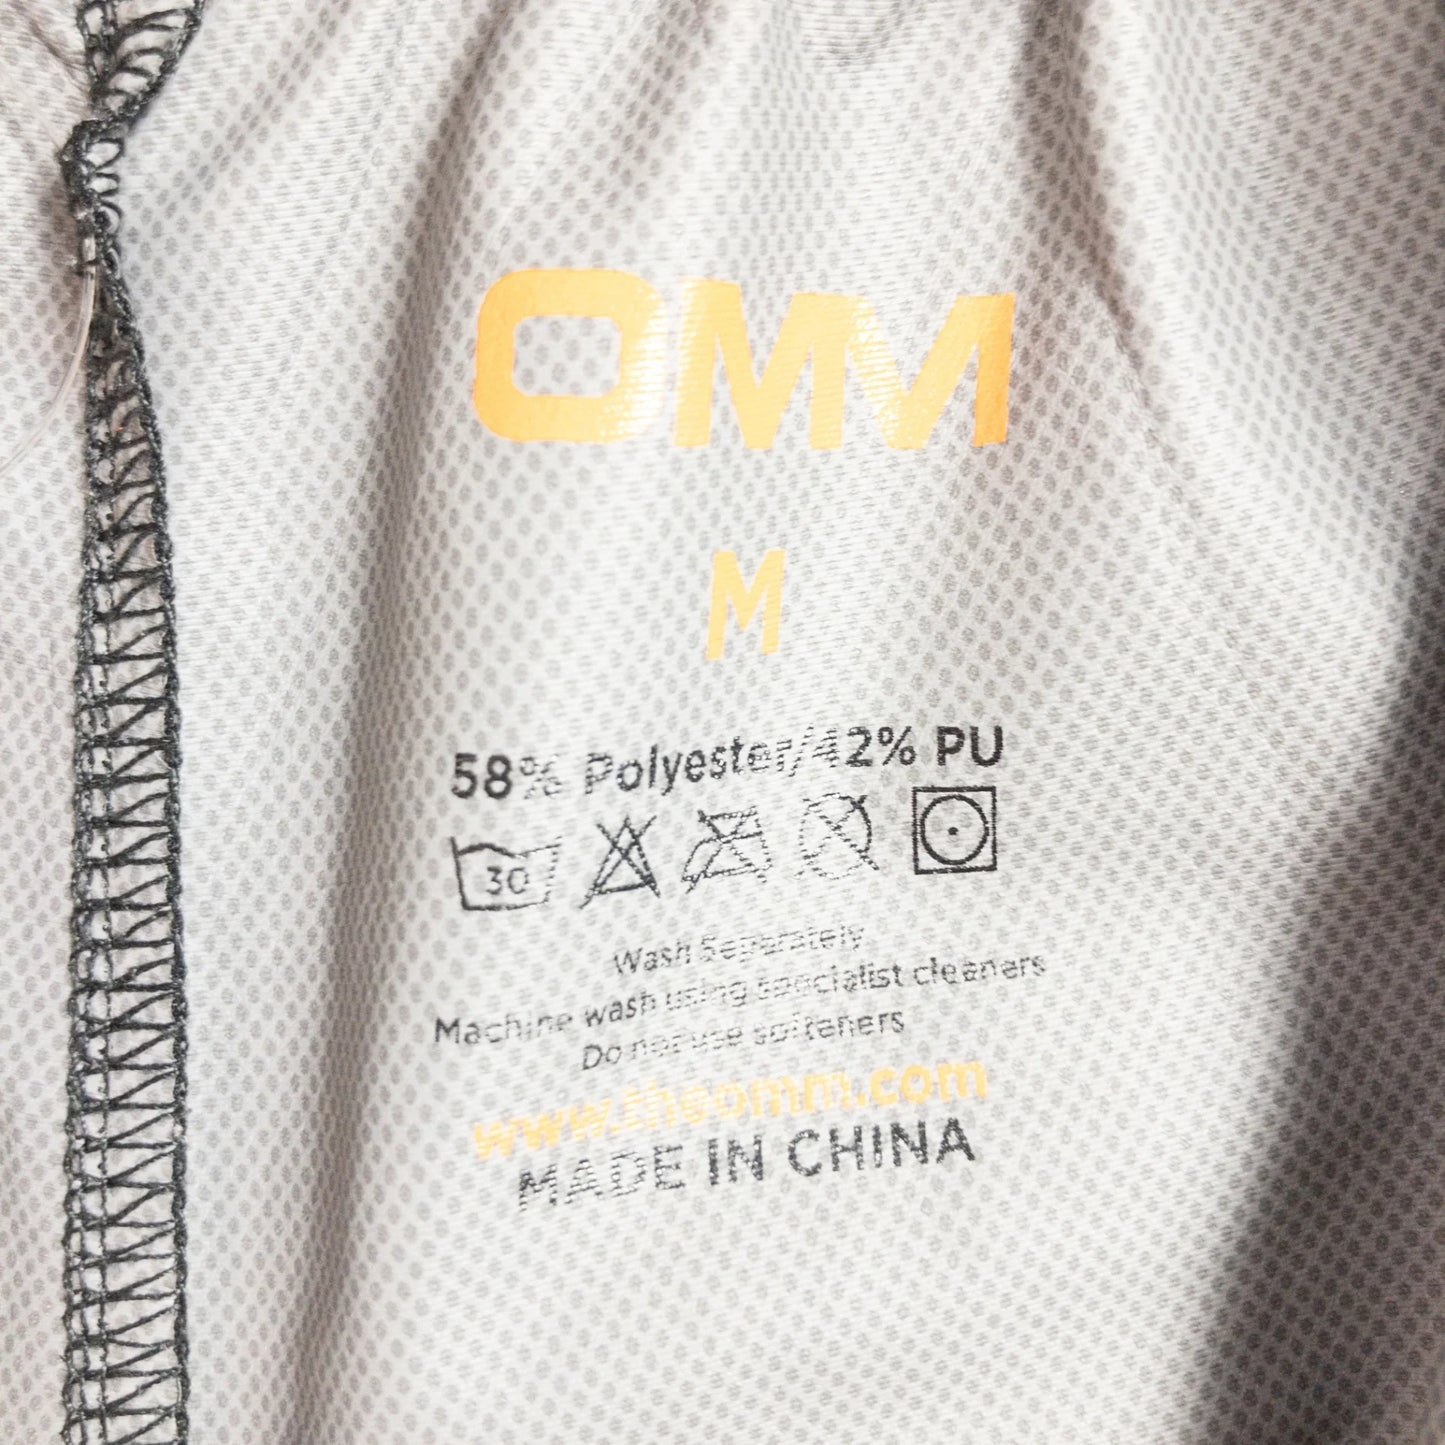 OMM
M
58% Polyester/42% PU
30
Wash Separately
Machine wash using specialist cleaners
Do not use softeners
www.theomm.com
MADE IN CHINA